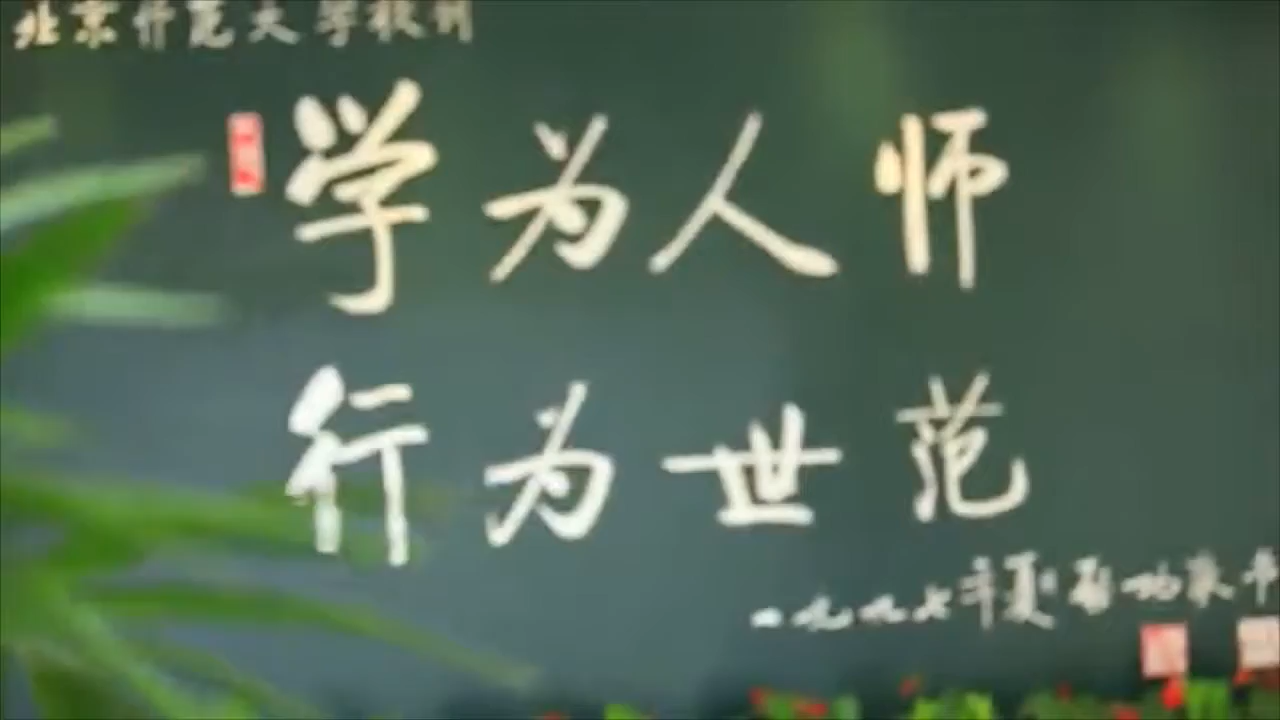 北京师范大学校训
学为人师
行为世范
一九九七年夏启功敬书